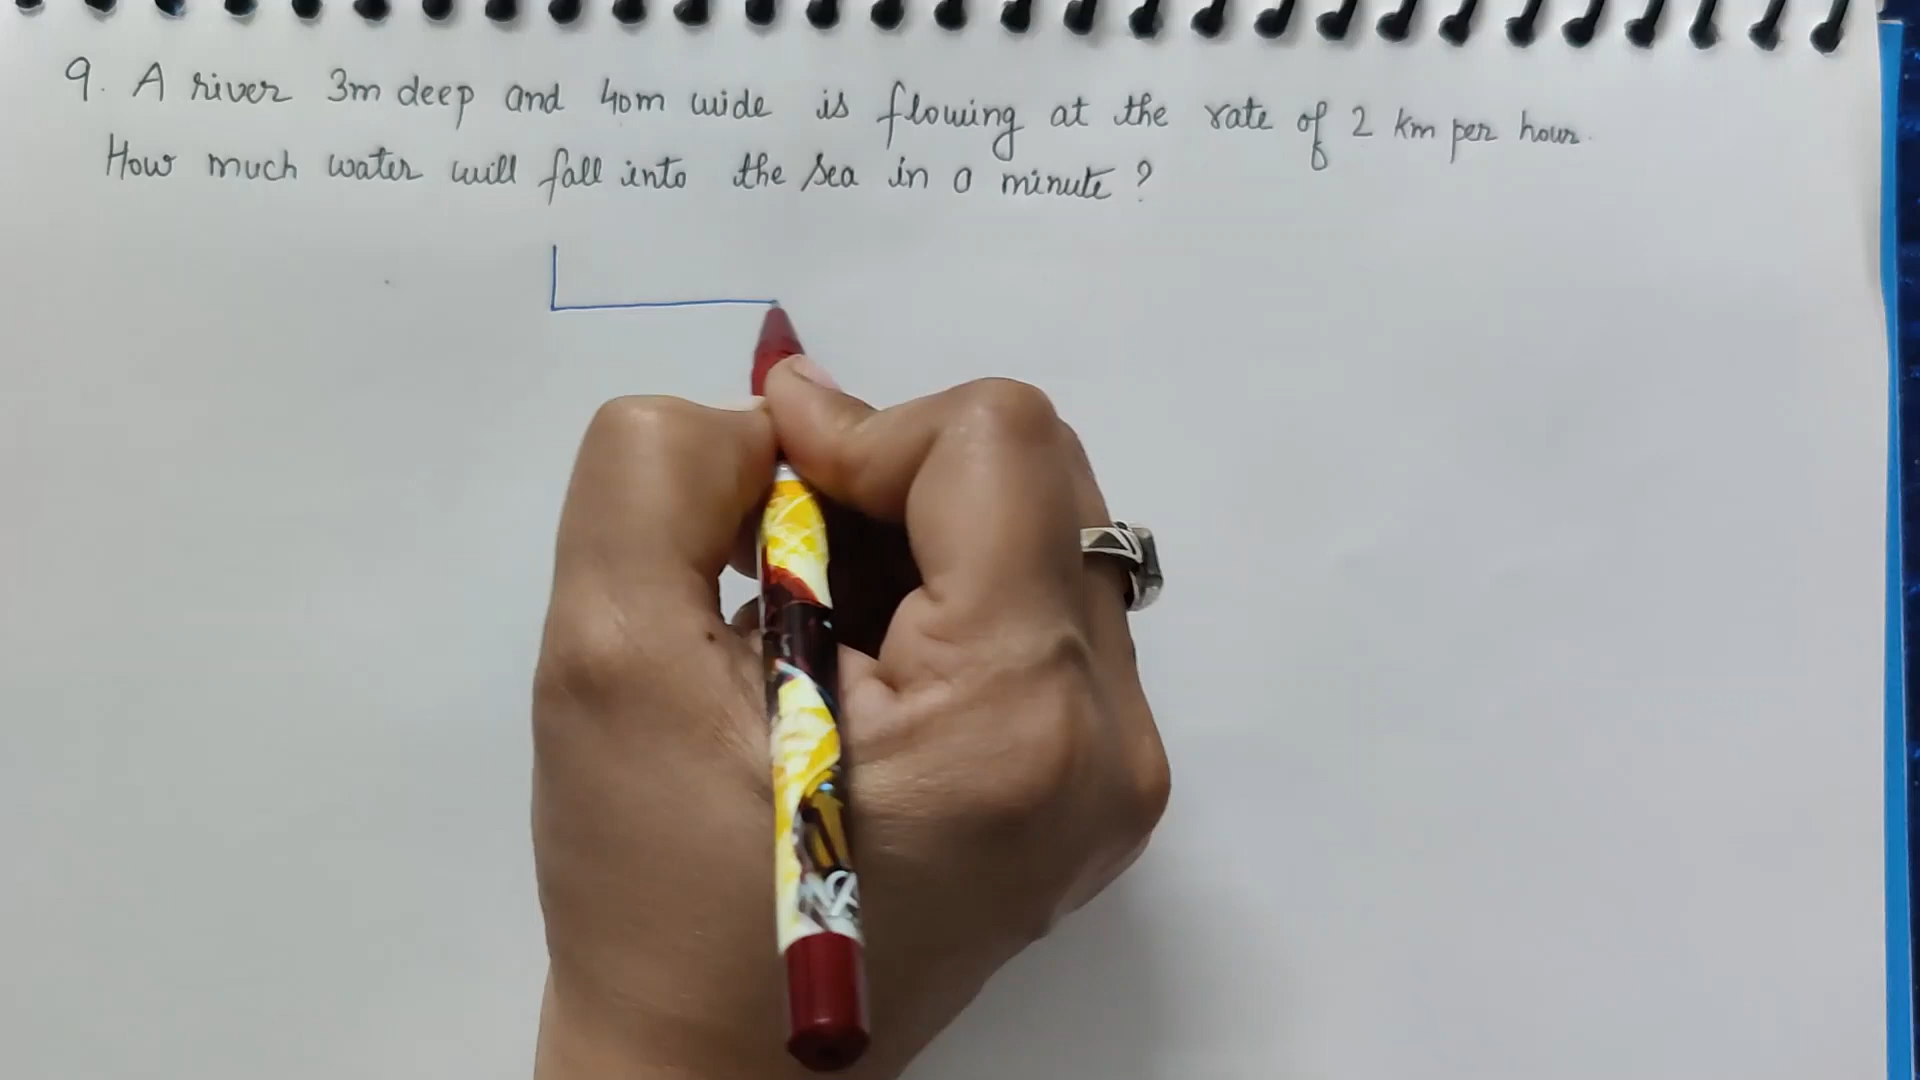 9. A river 3m deep and 40m wide is flowing at the rate of 2 km per hour.
How much water will fall into the sea in a minute ?